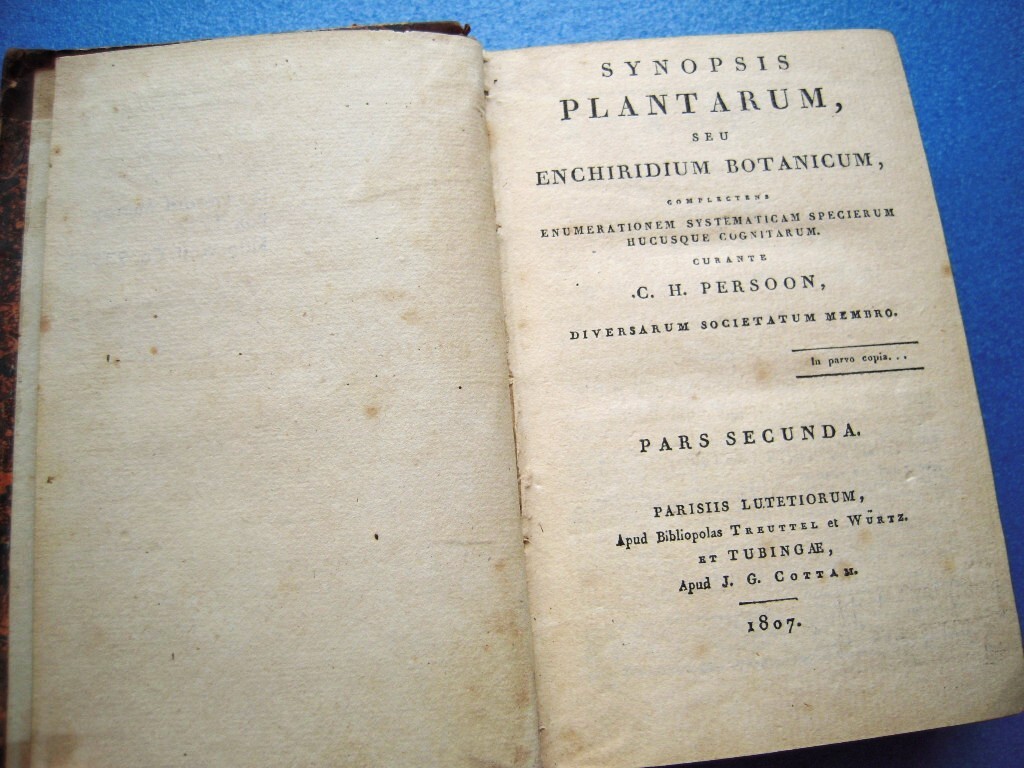 SYNOPSIS
PLANTARUM,
SEU
ENCHIRIDIUM BOTANICUM,
COMPLECTENS
ENUMERATIONEM SYSTEMATICAM SPECIERUM
HUCUSQUE COGNITARUM.
CURANTE
C. H. PERSOON,
DIVERSARUM SOCIETATUM MEMBRO.
In parvo copia...
PARS SECUNDA.
PARISIIS LUTETIORUM,
Apud Bibliopolas TREUTTEL et WÜRTZ.
ET TUBINGÆ,
Apud J. G. COTTAM.
1807.